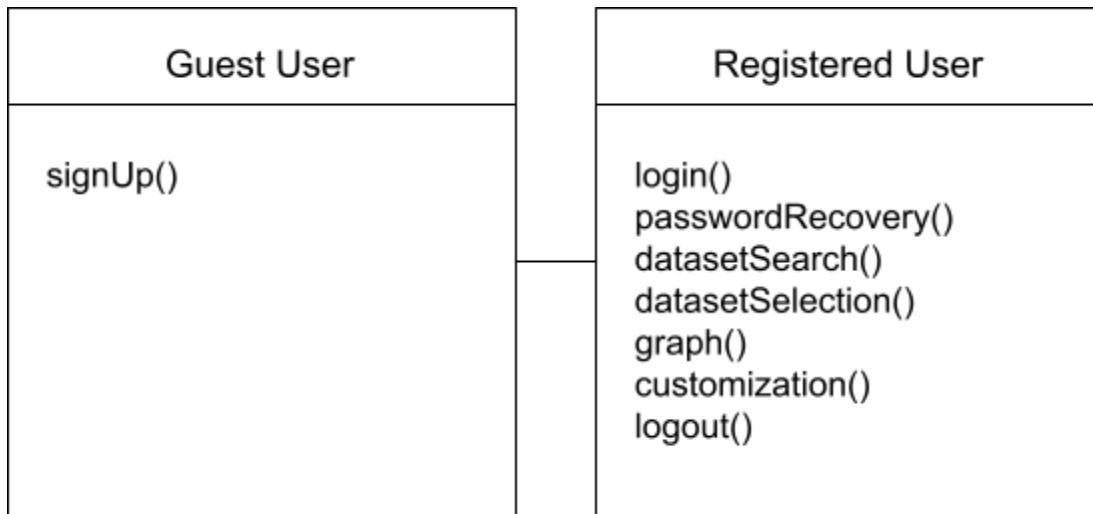 Guest User
signUp()
Registered User
login()
passwordRecovery()
datasetSearch()
datasetSelection()
graph()
customization()
logout()